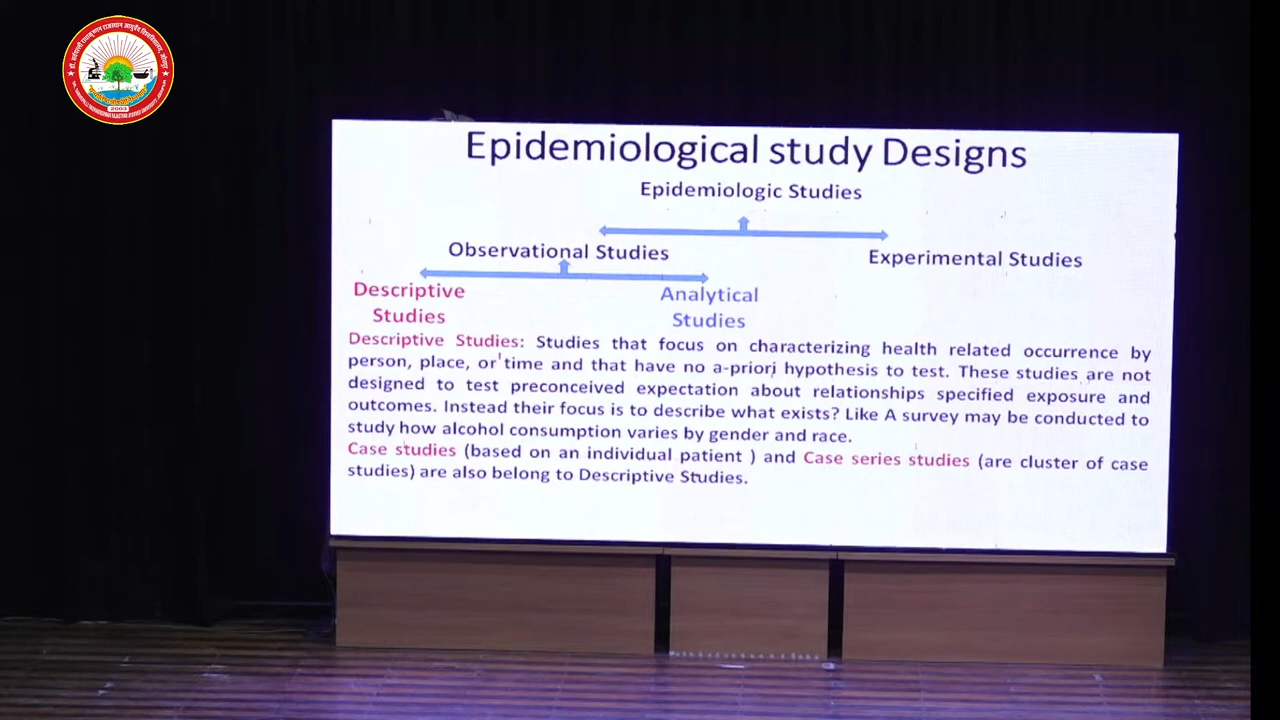 Epidemiological study Designs
Epidemiologic Studies
Observational Studies
Experimental Studies
Descriptive
Studies
Analytical
Studies
Descriptive Studies: Studies that focus on characterizing health related occurrence by
person, place, or time and that have no a-priori hypothesis to test. These studies are not
designed to test preconceived expectation about relationships specified exposure and
outcomes. Instead their focus is to describe what exists? Like A survey may be conducted to
study how alcohol consumption varies by gender and race.
Case studies (based on an individual patient ) and Case series studies (are cluster of case
studies) are also belong to Descriptive Studies.
2003